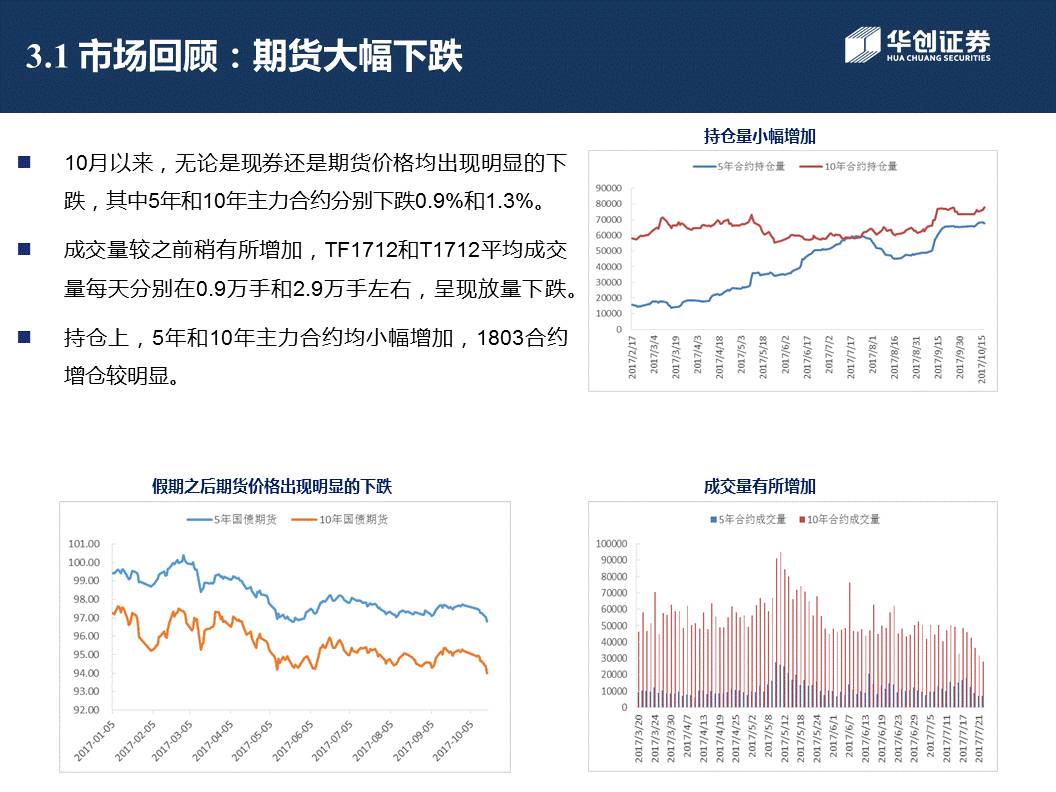 3.1 市场回顾：期货大幅下跌
华创证券
HUA CHUANG SECURITIES
10月以来，无论是现券还是期货价格均出现明显的下
跌，其中5年和10年主力合约分别下跌0.9%和1.3%。
成交量较之前稍有所增加，TF1712和T1712平均成交
量每天分别在0.9万手和2.9万手左右，呈现放量下跌。
持仓上，5年和10年主力合约均小幅增加，1803合约
增仓较明显。
持仓量小幅增加
5年合约持仓量 10年合约持仓量
90000
80000
70000
60000
50000
40000
30000
20000
10000
0
2017/2/17 2017/3/4 2017/3/19 2017/4/3 2017/4/18 2017/5/3 2017/5/18 2017/6/2 2017/6/17 2017/7/2 2017/7/17 2017/8/1 2017/8/16 2017/8/31 2017/9/15 2017/9/30 2017/10/15
假期之后期货价格出现明显的下跌
5年国债期货 10年国债期货
101.00
100.00
99.00
98.00
97.00
96.00
95.00
94.00
93.00
92.00
2017-01-05 2017-02-05 2017-03-05 2017-04-05 2017-05-05 2017-06-05 2017-07-05 2017-08-05 2017-09-05 2017-10-05
成交量有所增加
5年合约成交量 10年合约成交量
100000
90000
80000
70000
60000
50000
40000
30000
20000
10000
0
2017/3/20 2017/3/24 2017/3/30 2017/4/7 2017/4/13 2017/4/19 2017/4/25 2017/5/2 2017/5/8 2017/5/12 2017/5/18 2017/5/24 2017/6/1 2017/6/7 2017/6/13 2017/6/19 2017/6/23 2017/6/29 2017/7/5 2017/7/11 2017/7/17 2017/7/21